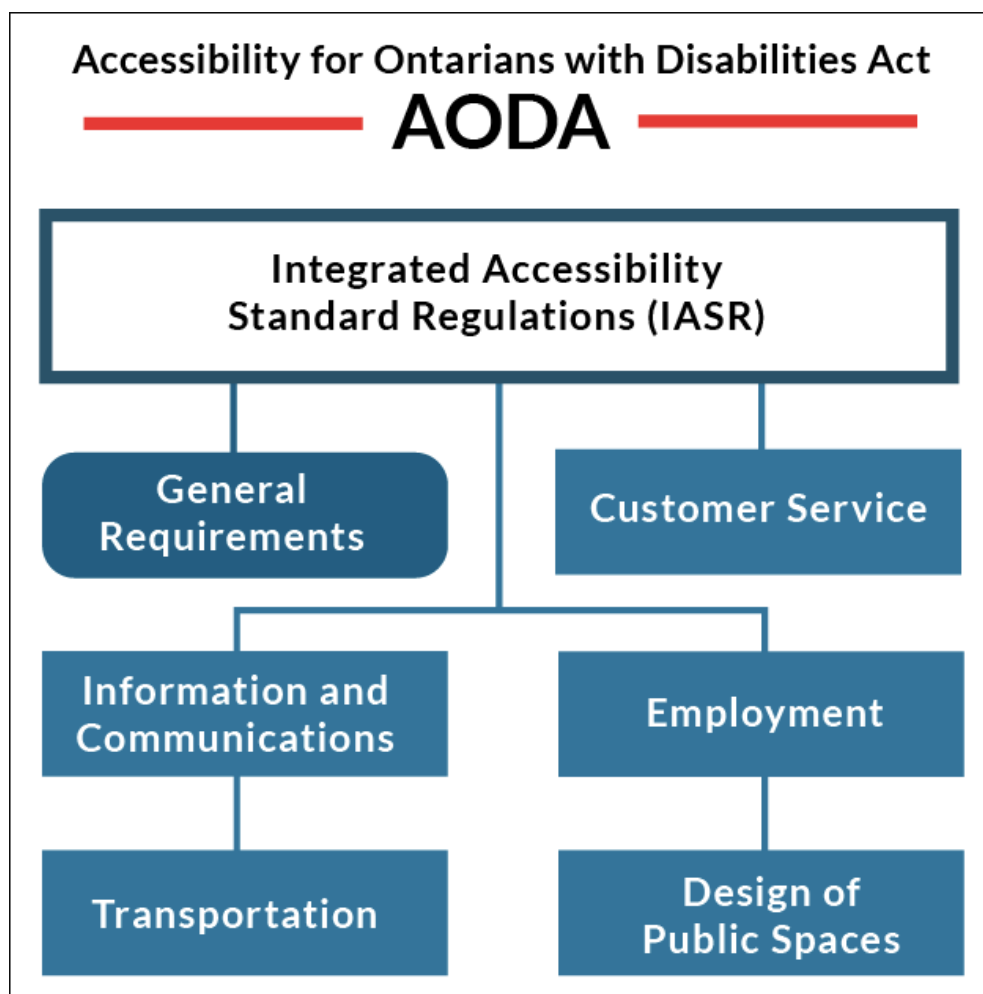 Accessibility for Ontarians with Disabilities Act
AODA
Integrated Accessibility
Standard Regulations (IASR)
General
Requirements
Customer Service
Information and
Communications
Employment
Transportation
Design of
Public Spaces